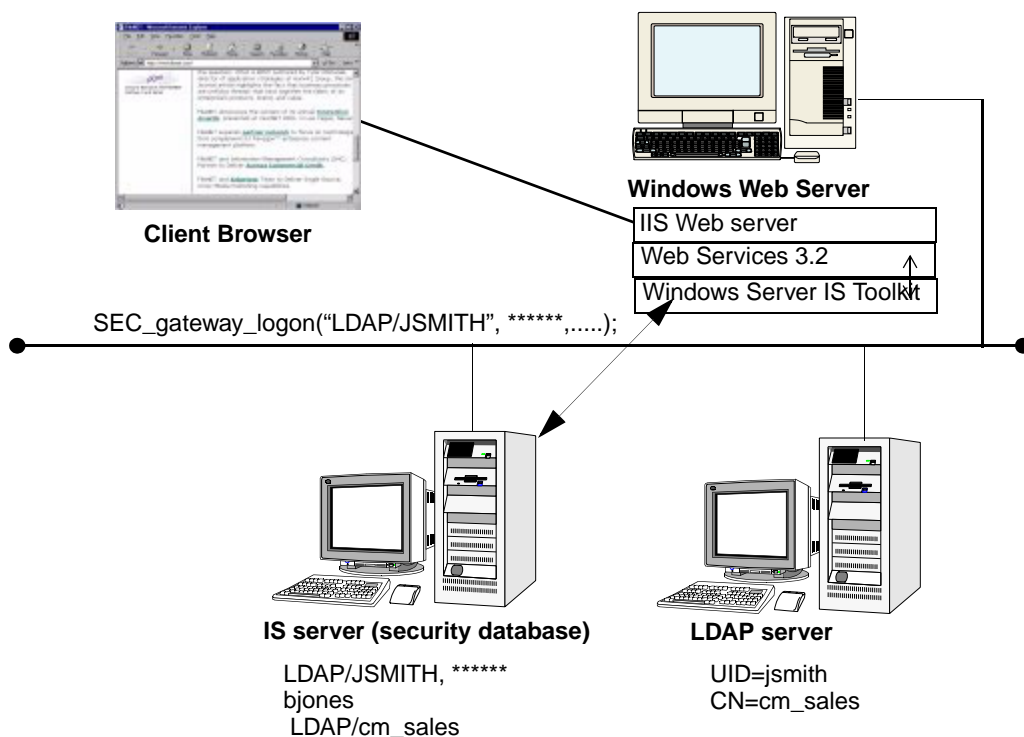 Windows Web Server
IIS Web server
Client Browser
Web Services 3.2
Windows Server IS Toolkit
SEC_gateway_logon(“LDAP/JSMITH”, ******,.....);
IS server (security database)
LDAP/JSMITH, ******
bjones
LDAP/cm_sales
LDAP server
UID=jsmith
CN=cm_sales